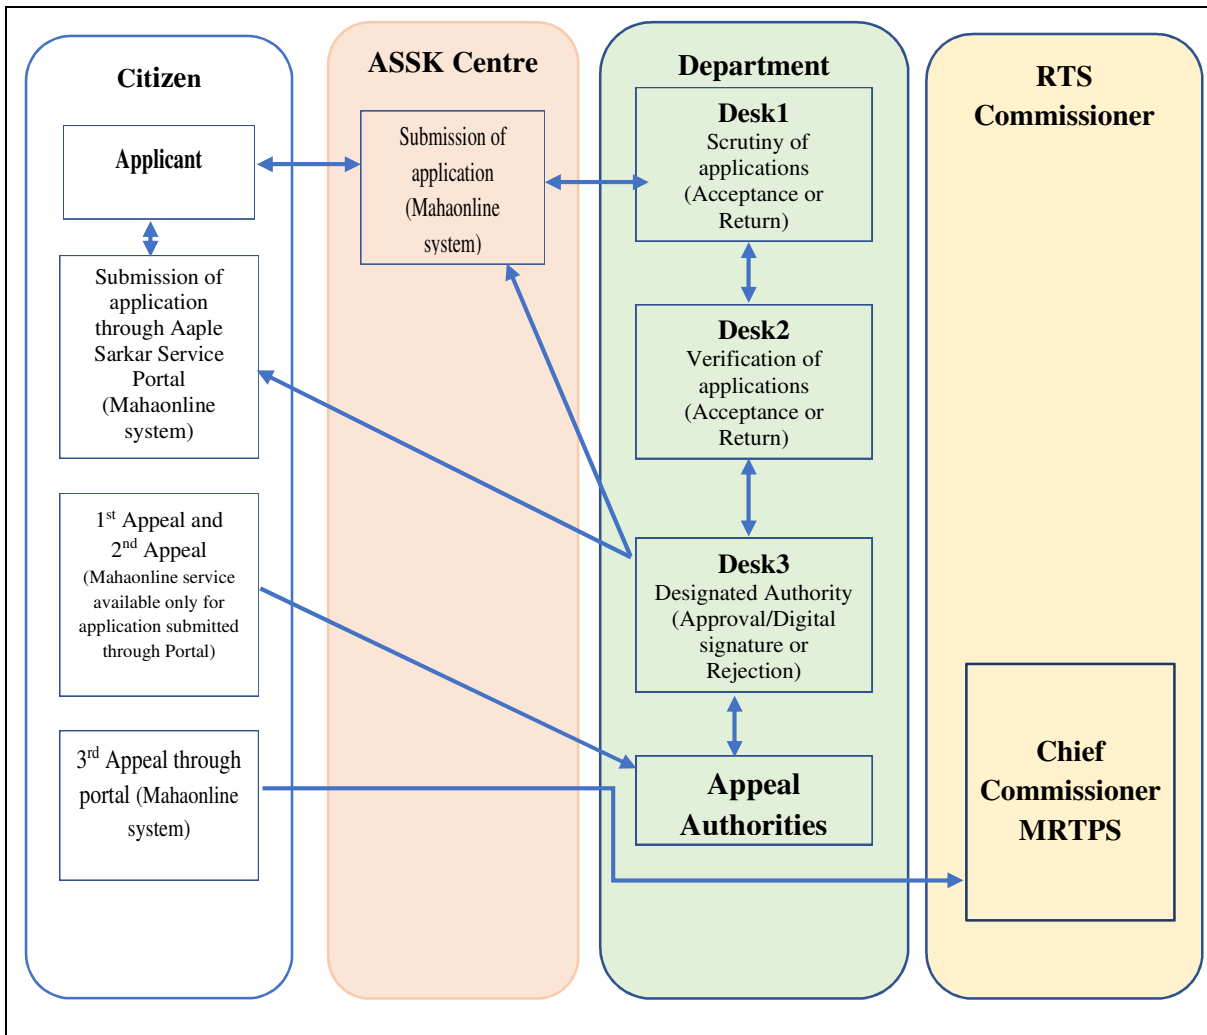 Citizen
Applicant
Submission of
application
through Aaple
Sarkar Service
Portal
(Mahaonline
system)
1st Appeal and
2nd Appeal
(Mahaonline service
available only for
application submitted
through Portal)
3rd Appeal through
portal (Mahaonline
system)
ASSK Centre
Submission of
application
(Mahaonline
system)
Department
Desk1
Scrutiny of
applications
(Acceptance or
Return)
Desk2
Verification of
applications
(Acceptance or
Return)
Desk3
Designated Authority
(Approval/Digital
signature or
Rejection)
Appeal
Authorities
RTS
Commissioner
Chief
Commissioner
MRTPS